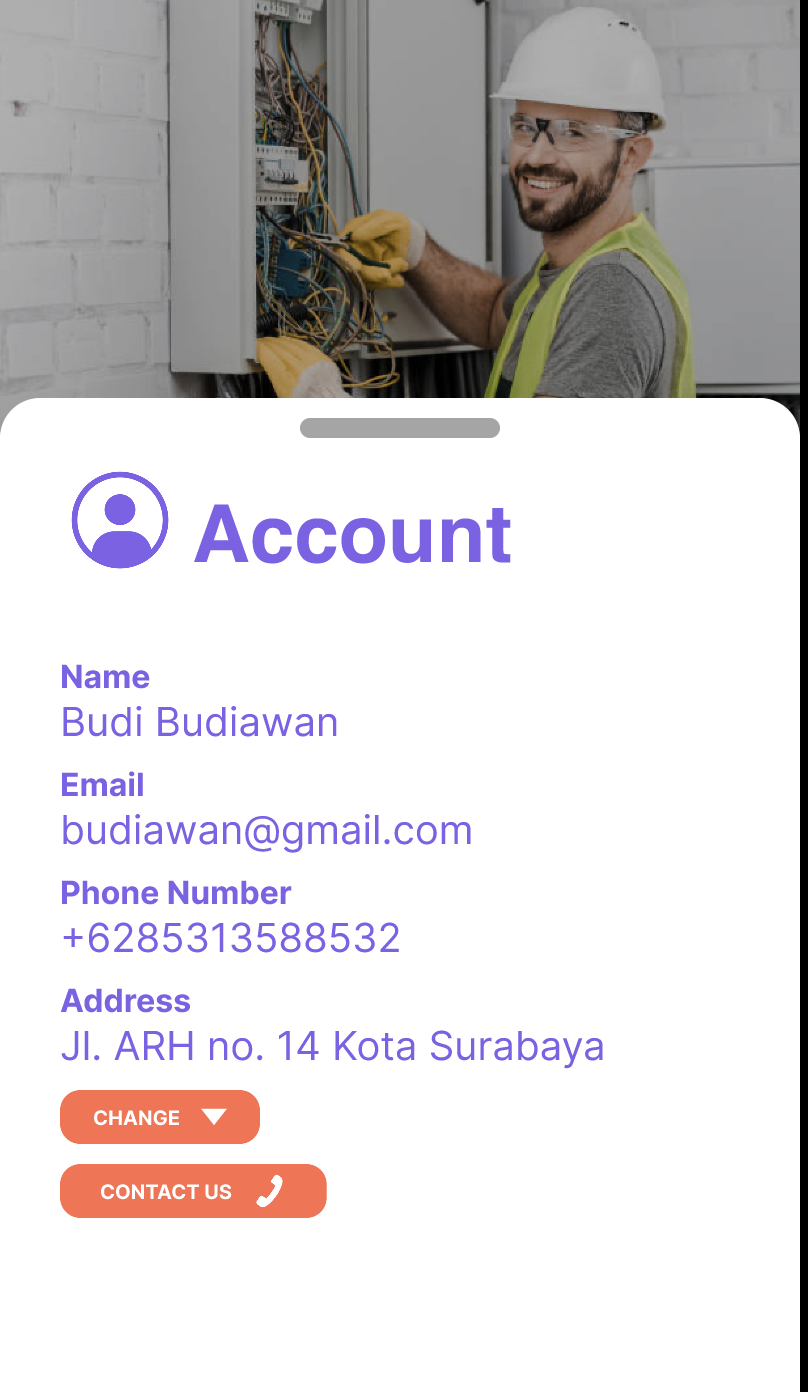 Account
Name
Budi Budiawan
Email
budiawan@gmail.com
Phone Number
+6285313588532
Address
Jl. ARH no. 14 Kota Surabaya
CHANGE
CONTACT US